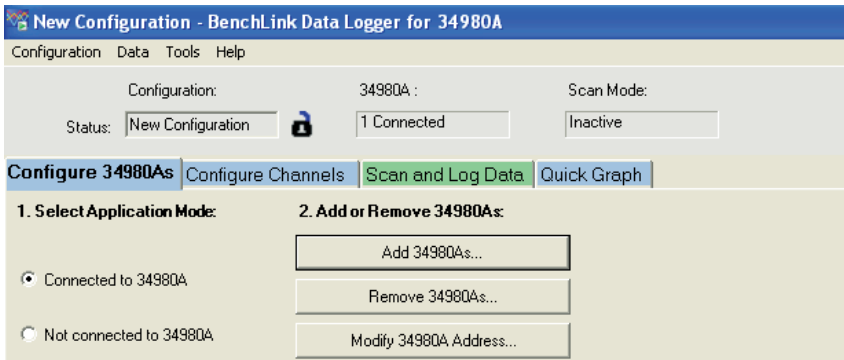 New Configuration - BenchLink Data Logger for 34980A
Configuration Data Tools Help
Configuration: 34980A : Scan Mode:
Status: New Configuration 1 Connected Inactive
Configure 34980As Configure Channels Scan and Log Data Quick Graph
1. Select Application Mode: 2. Add or Remove 34980As:
Add 34980As...
Connected to 34980A
Remove 34980As...
Not connected to 34980A
Modify 34980A Address...